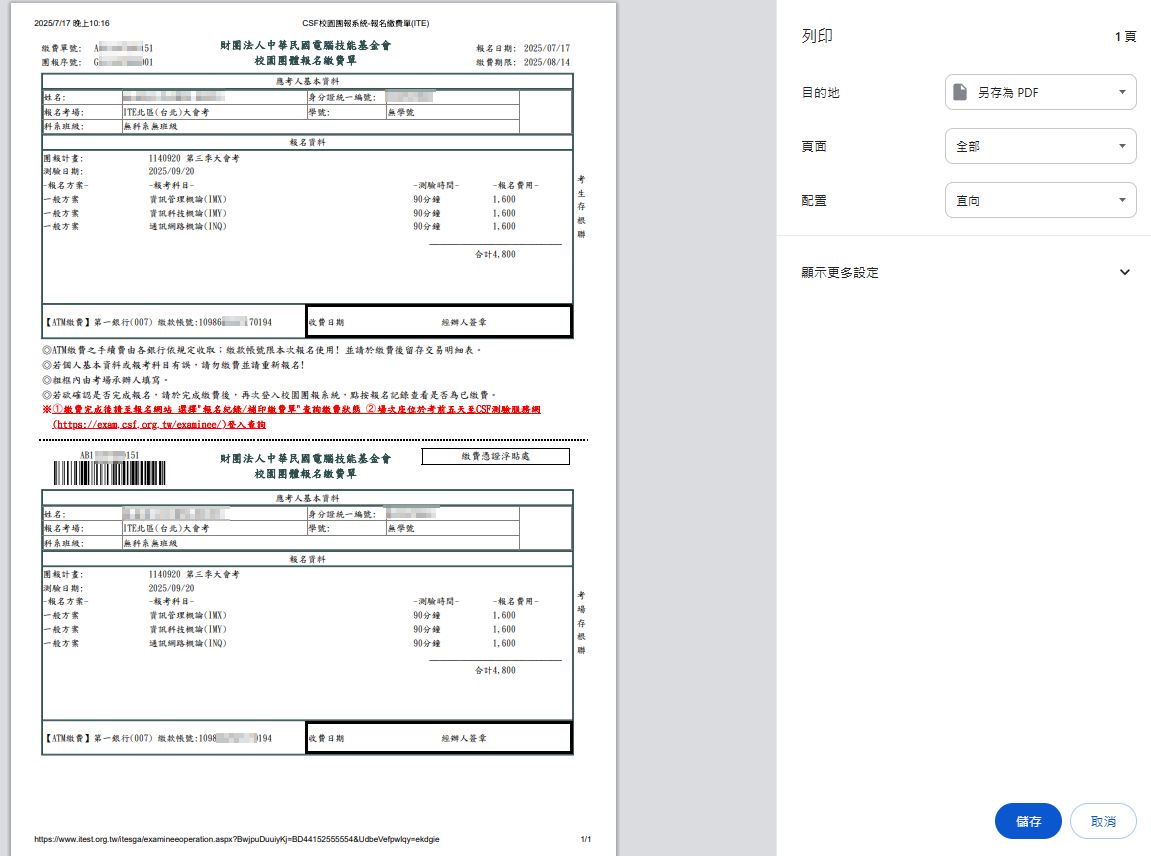 2025/7/17 晚上10:16
CSF校園團報系統-報名繳費單(ITE)
繳費單號: A 151
團報序號: G 001
財團法人中華民國電腦技能基金會
校園團體報名繳費單
報名日期: 2025/07/17
繳費期限: 2025/08/14
應考人基本資料
姓名: 身分證統一編號:
報名考場: ITE北區(台北)大會考 學號: 無學號
科系班級: 無科系無班級
報名資料
團報計畫: 1140920 第三季大會考
測驗日期: 2025/09/20
-報名方案- -報考科目- -測驗時間- -報名費用-
一般方案 資訊管理概論(IMX) 90分鐘 1,600
一般方案 資訊科技概論(IMY) 90分鐘 1,600
一般方案 通訊網路概論(INQ) 90分鐘 1,600
合計4,800
考生存根聯
【ATM繳費】第一銀行(007) 繳款帳號:10986 170194 收費日期 經辦人簽章
◎ATM繳費之手續費由各銀行依規定收取；繳款帳號限本次報名使用! 並請於繳費後留存交易明細表。
◎若個人基本資料或報考科目有誤，請勿繳費並請重新報名!
◎粗框內由考場承辦人填寫。
◎若欲確認是否完成報名，請於完成繳費後，再次登入校園團報系統，點按報名記錄查看是否為已繳費。
※①繳費完成後請至報名網站 選擇"報名紀錄/補印繳費單"查詢繳費狀態 ②場次座位於考前五天至CSF測驗服務網
(https://exam.csf.org.tw/examinee/)登入查詢
AB1 151
財團法人中華民國電腦技能基金會
校園團體報名繳費單
繳費憑證浮貼處
應考人基本資料
姓名: 身分證統一編號:
報名考場: ITE北區(台北)大會考 學號: 無學號
科系班級: 無科系無班級
報名資料
團報計畫: 1140920 第三季大會考
測驗日期: 2025/09/20
-報名方案- -報考科目- -測驗時間- -報名費用-
一般方案 資訊管理概論(IMX) 90分鐘 1,600
一般方案 資訊科技概論(IMY) 90分鐘 1,600
一般方案 通訊網路概論(INQ) 90分鐘 1,600
合計4,800
考場存根聯
【ATM繳費】第一銀行(007) 繳款帳號:1098 0194 收費日期 經辦人簽章
https://www.itest.org.tw/itesga/examineeoperation.aspx?BwjpuDuuiyKj=BD44152555554&UdbeVefpwlqy=ekdgie
1/1
列印 1 頁
目的地 另存為 PDF
頁面 全部
配置 直向
顯示更多設定
儲存 取消